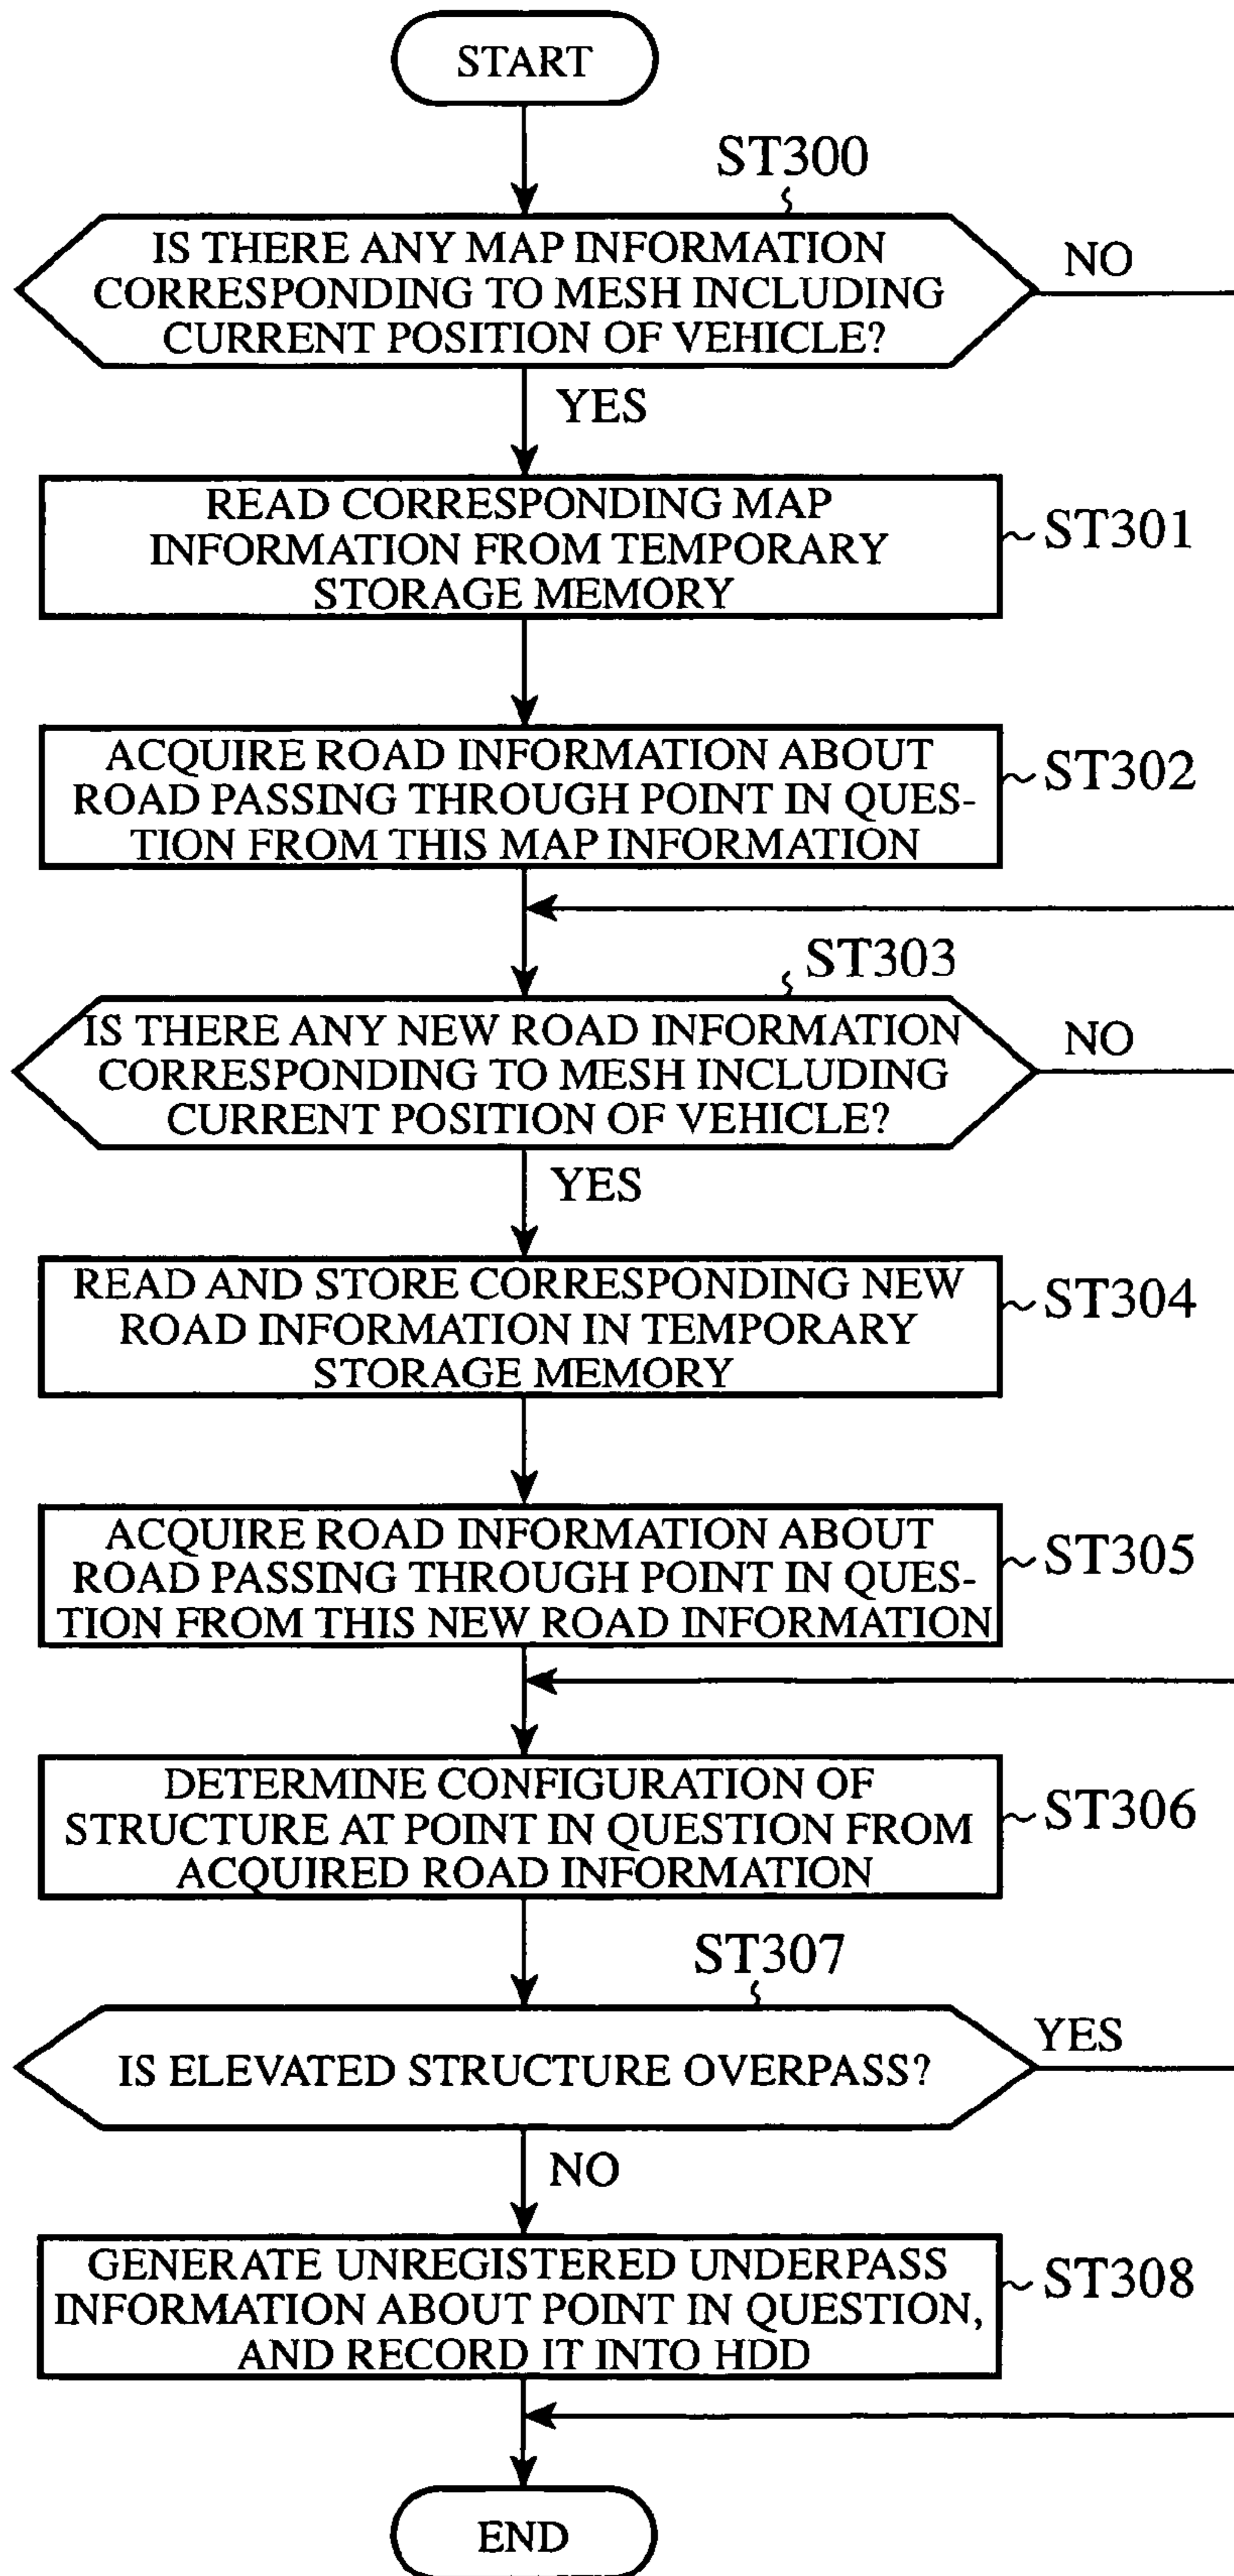 START
ST300
IS THERE ANY MAP INFORMATION
CORRESPONDING TO MESH INCLUDING
CURRENT POSITION OF VEHICLE?
NO
YES
READ CORRESPONDING MAP
INFORMATION FROM TEMPORARY
STORAGE MEMORY
ST301
ACQUIRE ROAD INFORMATION ABOUT
ROAD PASSING THROUGH POINT IN QUES-
TION FROM THIS MAP INFORMATION
ST302
ST303
IS THERE ANY NEW ROAD INFORMATION
CORRESPONDING TO MESH INCLUDING
CURRENT POSITION OF VEHICLE?
NO
YES
READ AND STORE CORRESPONDING NEW
ROAD INFORMATION IN TEMPORARY
STORAGE MEMORY
ST304
ACQUIRE ROAD INFORMATION ABOUT
ROAD PASSING THROUGH POINT IN QUES-
TION FROM THIS NEW ROAD INFORMATION
ST305
DETERMINE CONFIGURATION OF
STRUCTURE AT POINT IN QUESTION FROM
ACQUIRED ROAD INFORMATION
ST306
ST307
IS ELEVATED STRUCTURE OVERPASS?
YES
NO
GENERATE UNREGISTERED UNDERPASS
INFORMATION ABOUT POINT IN QUESTION,
AND RECORD IT INTO HDD
ST308
END